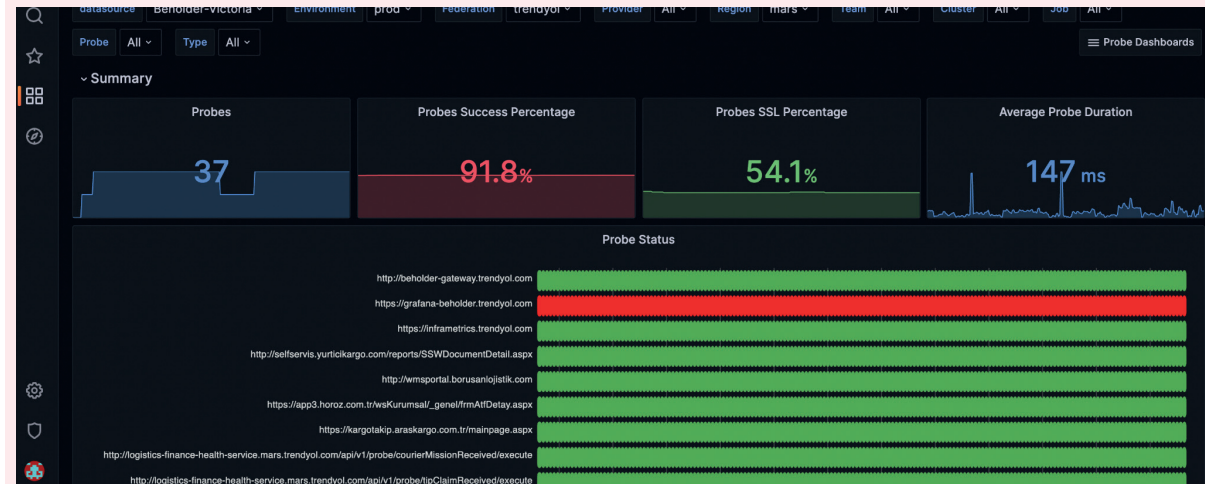 datasource Beholder-Victoria Environment prod Federation trendyol Provider All Region mars Team All Cluster All Job All
Probe All Type All Probe Dashboards
Summary
Probes Probes Success Percentage Probes SSL Percentage Average Probe Duration
37 91.8% 54.1% 147 ms
Probe Status
http://beholder-gateway.trendyol.com
https://grafana-beholder.trendyol.com
https://inframetrics.trendyol.com
http://selfservis.yurticikargo.com/reports/SSWDocumentDetail.aspx
http://wmsportal.borusanlojistik.com
https://app3.horoz.com.tr/wsKurumsal/_genel/frmAtfDetay.aspx
https://kargotakip.araskargo.com.tr/mainpage.aspx
http://logistics-finance-health-service.mars.trendyol.com/api/v1/probe/courierMissionReceived/execute
http://logistics-finance-health-service.mars.trendyol.com/api/v1/probe/tipClaimReceived/execute